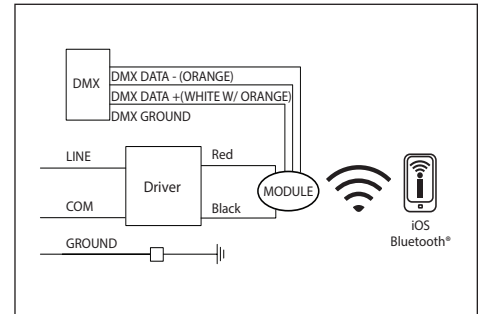 DMX
DMX DATA - (ORANGE)
DMX DATA +(WHITE W/ ORANGE)
DMX GROUND
LINE
Red
Driver
MODULE
COM
Black
GROUND
iOS
Bluetooth®